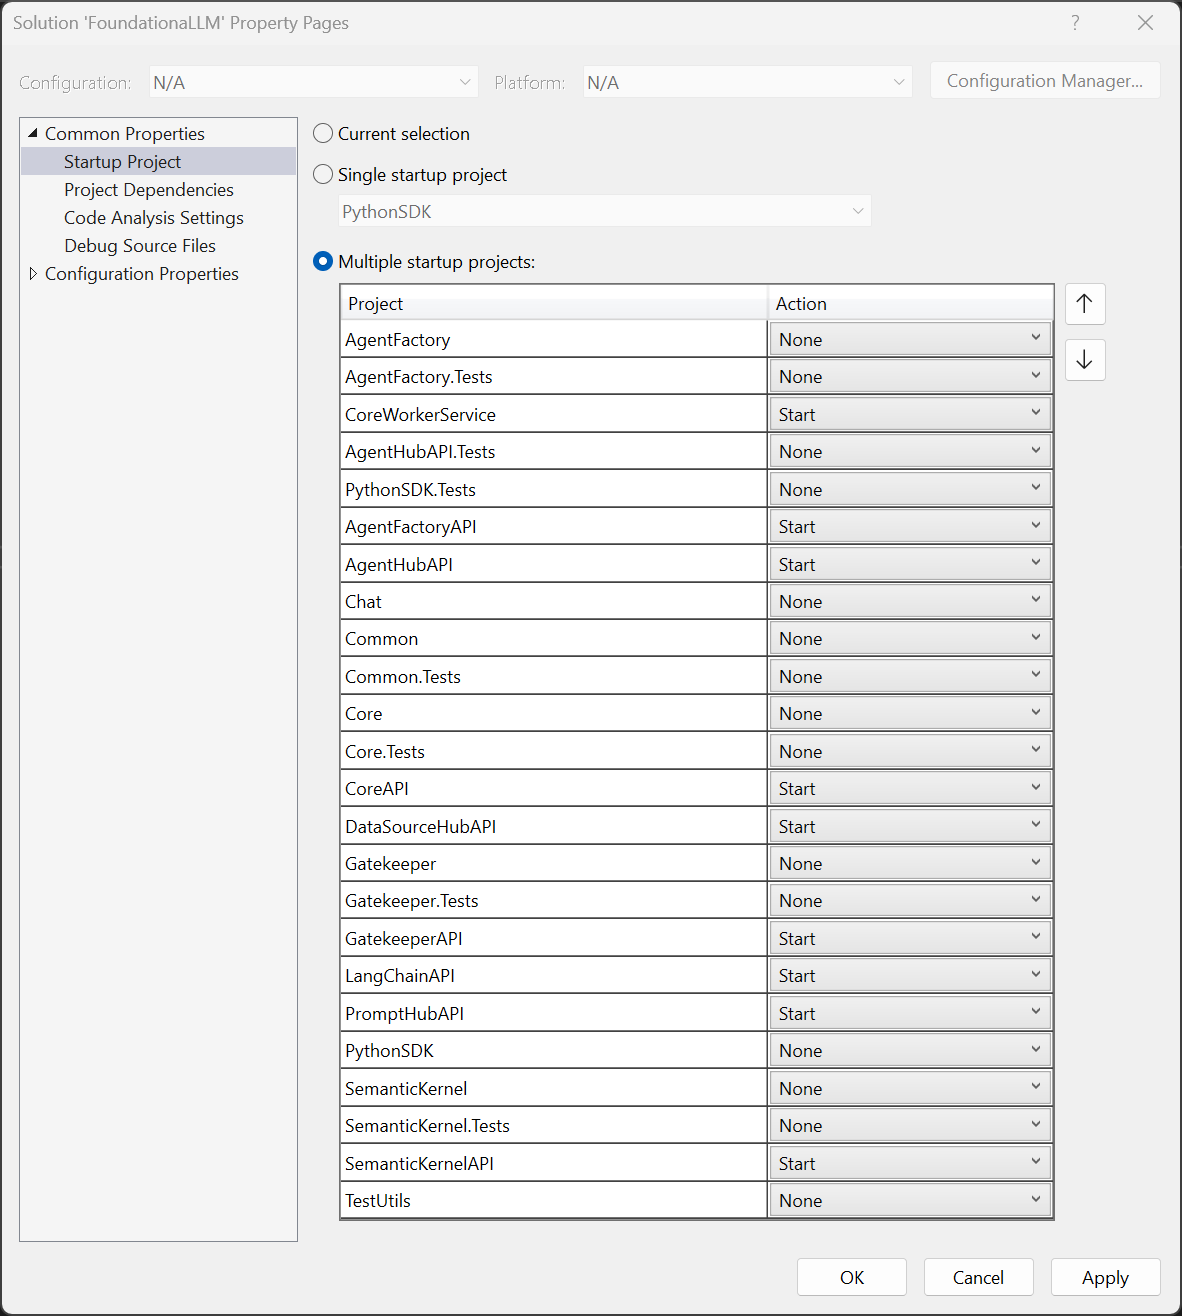 Solution 'FoundationaLLM' Property Pages ?
Configuration: N/A Platform: N/A Configuration Manager...
Common Properties
Startup Project
Project Dependencies
Code Analysis Settings
Debug Source Files
Configuration Properties
Current selection
Single startup project
PythonSDK
Multiple startup projects:
Project Action
AgentFactory None
AgentFactory.Tests None
CoreWorkerService Start
AgentHubAPI.Tests None
PythonSDK.Tests None
AgentFactoryAPI Start
AgentHubAPI Start
Chat None
Common None
Common.Tests None
Core None
Core.Tests None
CoreAPI Start
DataSourceHubAPI Start
Gatekeeper None
Gatekeeper.Tests None
GatekeeperAPI Start
LangChainAPI Start
PromptHubAPI Start
PythonSDK None
SemanticKernel None
SemanticKernel.Tests None
SemanticKernelAPI Start
TestUtils None
OK Cancel Apply